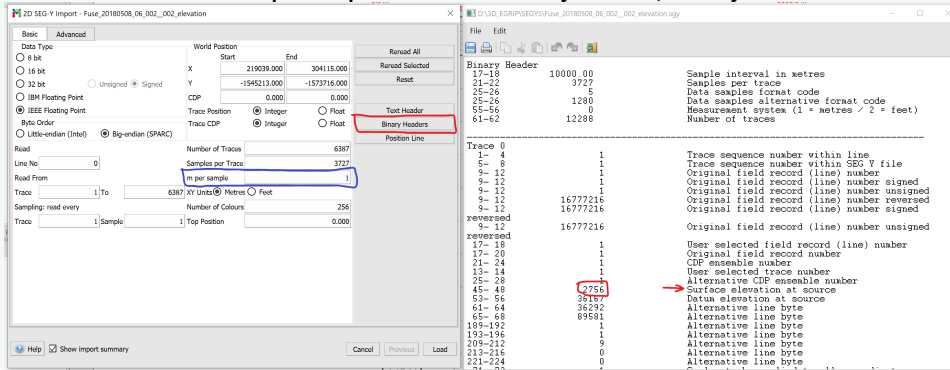 2D SEG-Y Import - Fuse_20180508_06_002__002_elevation
Basic Advanced
Data Type
8 bit
16 bit
32 bit Unsigned Signed
IBM Floating Point
IEEE Floating Point
Byte Order
Little-endian (Intel) Big-endian (SPARC)
Read
Line No 0
Read From
Trace 1 To 6387
Sampling: read every
Trace 1 Sample 1
World Position
Start End
X 219039.000 304115.000
Y -1545213.000 -1573716.000
CDP 0.000 0.000
Trace Position Integer Float
Trace CDP Integer Float
Number of Traces 6387
Samples per Trace 3727
m per sample 1
XY Units Metres Feet
Number of Colours 256
Top Position 0.000
Reread All
Reread Selected
Reset
Text Header
Binary Headers
Position Line
Help Show import summary Cancel Previous Load
D:\3D_EGRIP\SEGYS\Fuse_20180508_06_002__002_elevation.sgy
File Edit
Binary Header
17-18 10000.00 Sample interval in metres
21-22 3727 Samples per trace
25-26 5 Data samples format code
25-26 1280 Data samples alternative format code
55-56 0 Measurement system (1 = metres / 2 = feet)
61-62 12288 Number of traces
Trace 0
1- 4 1 Trace sequence number within line
5- 8 1 Trace sequence number within SEG Y file
9- 12 1 Original field record (line) number
9- 12 1 Original field record (line) number signed
9- 12 1 Original field record (line) number unsigned
9- 12 16777216 Original field record (line) number reversed
9- 12 16777216 Original field record (line) number signed
reversed
9- 12 16777216 Original field record (line) number unsigned
reversed
17- 18 1 User selected field record (line) number
17- 20 1 Original field record number
21- 24 1 CDP ensemble number
13- 14 1 User selected trace number
25- 28 1 Alternative CDP ensemble number
45- 48 2756 Surface elevation at source
53- 56 36167 Datum elevation at source
61- 64 36292 Alternative line byte
65- 68 89581 Alternative line byte
189-192 1 Alternative line byte
193-196 1 Alternative line byte
209-212 9 Alternative line byte
213-216 0 Alternative line byte
221-224 0 Alternative line byte